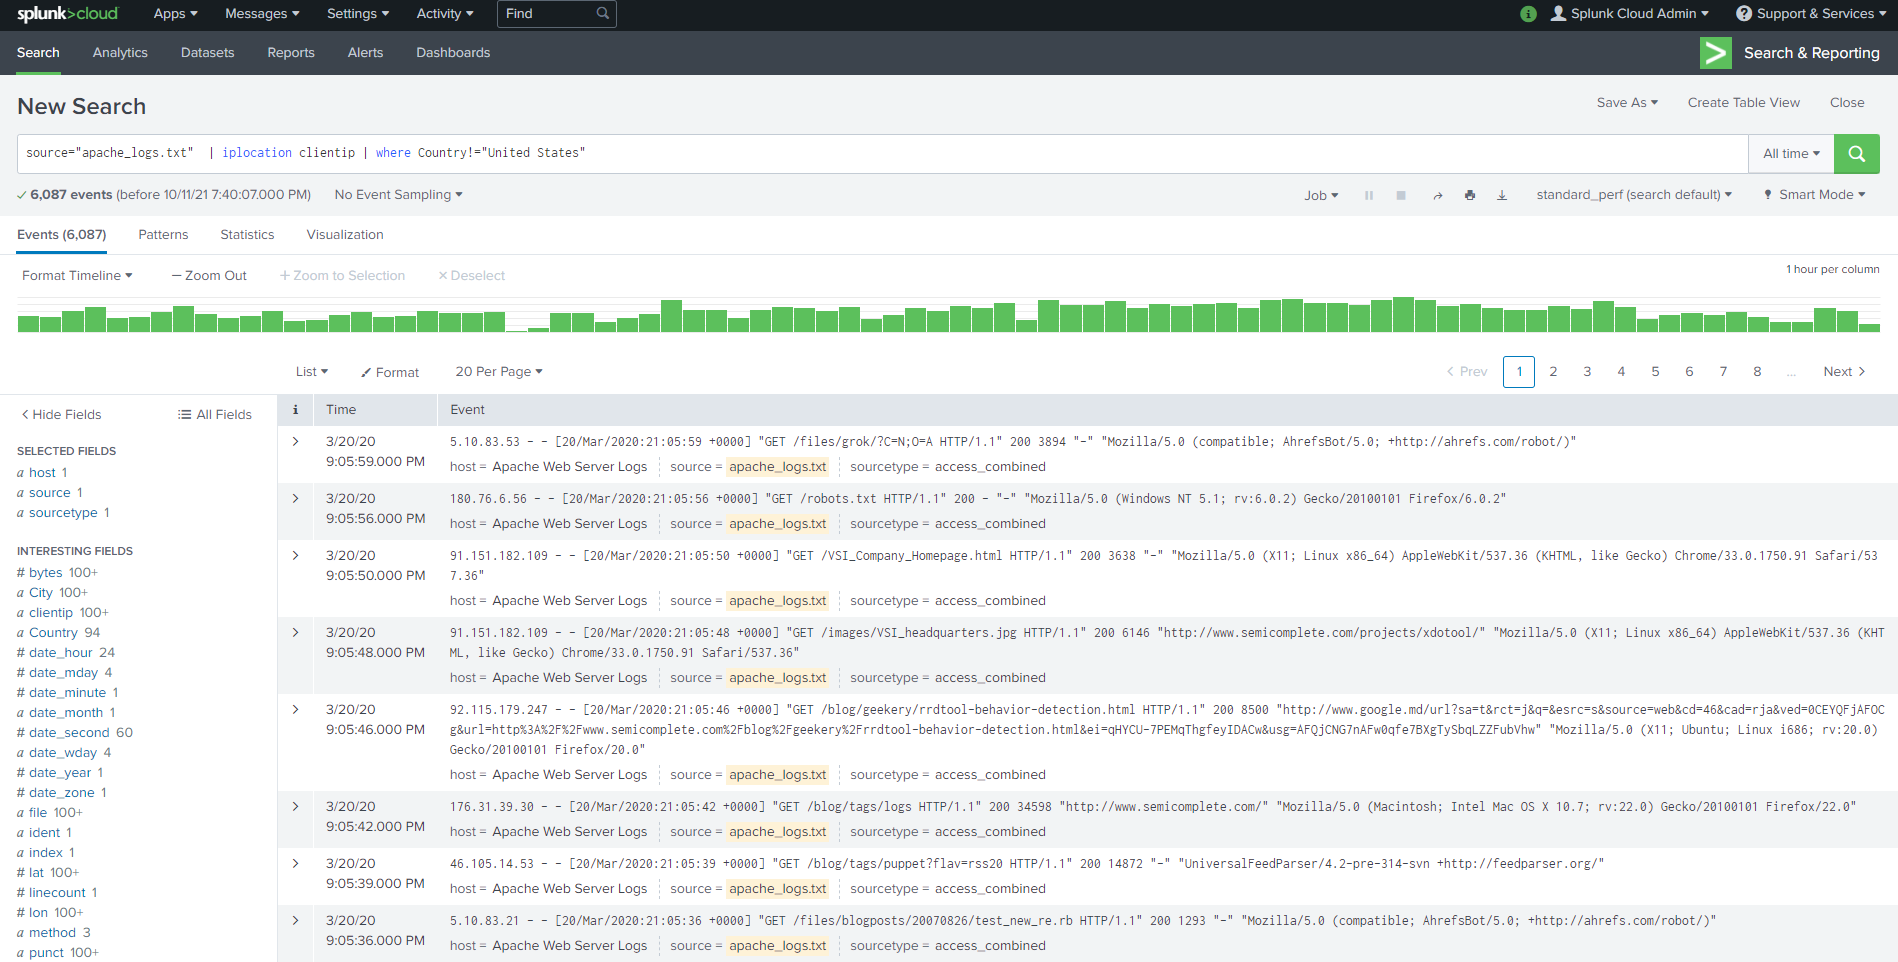 splunk>cloud Apps Messages Settings Activity Find i Splunk Cloud Admin ? Support & Services
Search Analytics Datasets Reports Alerts Dashboards > Search & Reporting
New Search Save As Create Table View Close
source="apache_logs.txt" | iplocation clientip | where Country!="United States" All time
✓ 6,087 events (before 10/11/21 7:40:07.000 PM) No Event Sampling Job standard_perf (search default) Smart Mode
Events (6,087) Patterns Statistics Visualization
Format Timeline — Zoom Out + Zoom to Selection × Deselect 1 hour per column
List Format 20 Per Page < Prev 1 2 3 4 5 6 7 8 ... Next >
< Hide Fields All Fields
SELECTED FIELDS
a host 1
a source 1
a sourcetype 1
INTERESTING FIELDS
# bytes 100+
a City 100+
a clientip 100+
a Country 94
# date_hour 24
# date_mday 4
# date_minute 1
a date_month 1
# date_second 60
a date_wday 4
# date_year 1
# date_zone 1
a file 100+
a ident 1
a index 1
# lat 100+
# linecount 1
# lon 100+
a method 3
a punct 100+
i Time Event
> 3/20/20 5.10.83.53 - - [20/Mar/2020:21:05:59 +0000] "GET /files/grok/?C=N;O=A HTTP/1.1" 200 3894 "-" "Mozilla/5.0 (compatible; AhrefsBot/5.0; +http://ahrefs.com/robot/)"
9:05:59.000 PM host = Apache Web Server Logs source = apache_logs.txt sourcetype = access_combined
> 3/20/20 180.76.6.56 - - [20/Mar/2020:21:05:56 +0000] "GET /robots.txt HTTP/1.1" 200 - "-" "Mozilla/5.0 (Windows NT 5.1; rv:6.0.2) Gecko/20100101 Firefox/6.0.2"
9:05:56.000 PM host = Apache Web Server Logs source = apache_logs.txt sourcetype = access_combined
> 3/20/20 91.151.182.109 - - [20/Mar/2020:21:05:50 +0000] "GET /VSI_Company_Homepage.html HTTP/1.1" 200 3638 "-" "Mozilla/5.0 (X11; Linux x86_64) AppleWebKit/537.36 (KHTML, like Gecko) Chrome/33.0.1750.91 Safari/53
9:05:50.000 PM 7.36"
host = Apache Web Server Logs source = apache_logs.txt sourcetype = access_combined
> 3/20/20 91.151.182.109 - - [20/Mar/2020:21:05:48 +0000] "GET /images/VSI_headquarters.jpg HTTP/1.1" 200 6146 "http://www.semicomplete.com/projects/xdotool/" "Mozilla/5.0 (X11; Linux x86_64) AppleWebKit/537.36 (KHT
9:05:48.000 PM ML, like Gecko) Chrome/33.0.1750.91 Safari/537.36"
host = Apache Web Server Logs source = apache_logs.txt sourcetype = access_combined
> 3/20/20 92.115.179.247 - - [20/Mar/2020:21:05:46 +0000] "GET /blog/geekery/rrdtool-behavior-detection.html HTTP/1.1" 200 8500 "http://www.google.md/url?sa=t&rct=j&q=&esrc=s&source=web&cd=46&cad=rja&ved=0CEYQFjAFOC
9:05:46.000 PM g&url=http%3A%2F%2Fwww.semicomplete.com%2Fblog%2Fgeekery%2Frrdtool-behavior-detection.html&ei=qHYCU-7PEMqThgfeyIDACw&usg=AFQjCNG7nAFw0qfe7BXgTySbqLZZFubVhw" "Mozilla/5.0 (X11; Ubuntu; Linux i686; rv:20.0)
Gecko/20100101 Firefox/20.0"
host = Apache Web Server Logs source = apache_logs.txt sourcetype = access_combined
> 3/20/20 176.31.39.30 - - [20/Mar/2020:21:05:42 +0000] "GET /blog/tags/logs HTTP/1.1" 200 34598 "http://www.semicomplete.com/" "Mozilla/5.0 (Macintosh; Intel Mac OS X 10.7; rv:22.0) Gecko/20100101 Firefox/22.0"
9:05:42.000 PM host = Apache Web Server Logs source = apache_logs.txt sourcetype = access_combined
> 3/20/20 46.105.14.53 - - [20/Mar/2020:21:05:39 +0000] "GET /blog/tags/puppet?flav=rss20 HTTP/1.1" 200 14872 "-" "UniversalFeedParser/4.2-pre-314-svn +http://feedparser.org/"
9:05:39.000 PM host = Apache Web Server Logs source = apache_logs.txt sourcetype = access_combined
> 3/20/20 5.10.83.21 - - [20/Mar/2020:21:05:36 +0000] "GET /files/blogposts/20070826/test_new_re.rb HTTP/1.1" 200 1293 "-" "Mozilla/5.0 (compatible; AhrefsBot/5.0; +http://ahrefs.com/robot/)"
9:05:36.000 PM host = Apache Web Server Logs source = apache_logs.txt sourcetype = access_combined